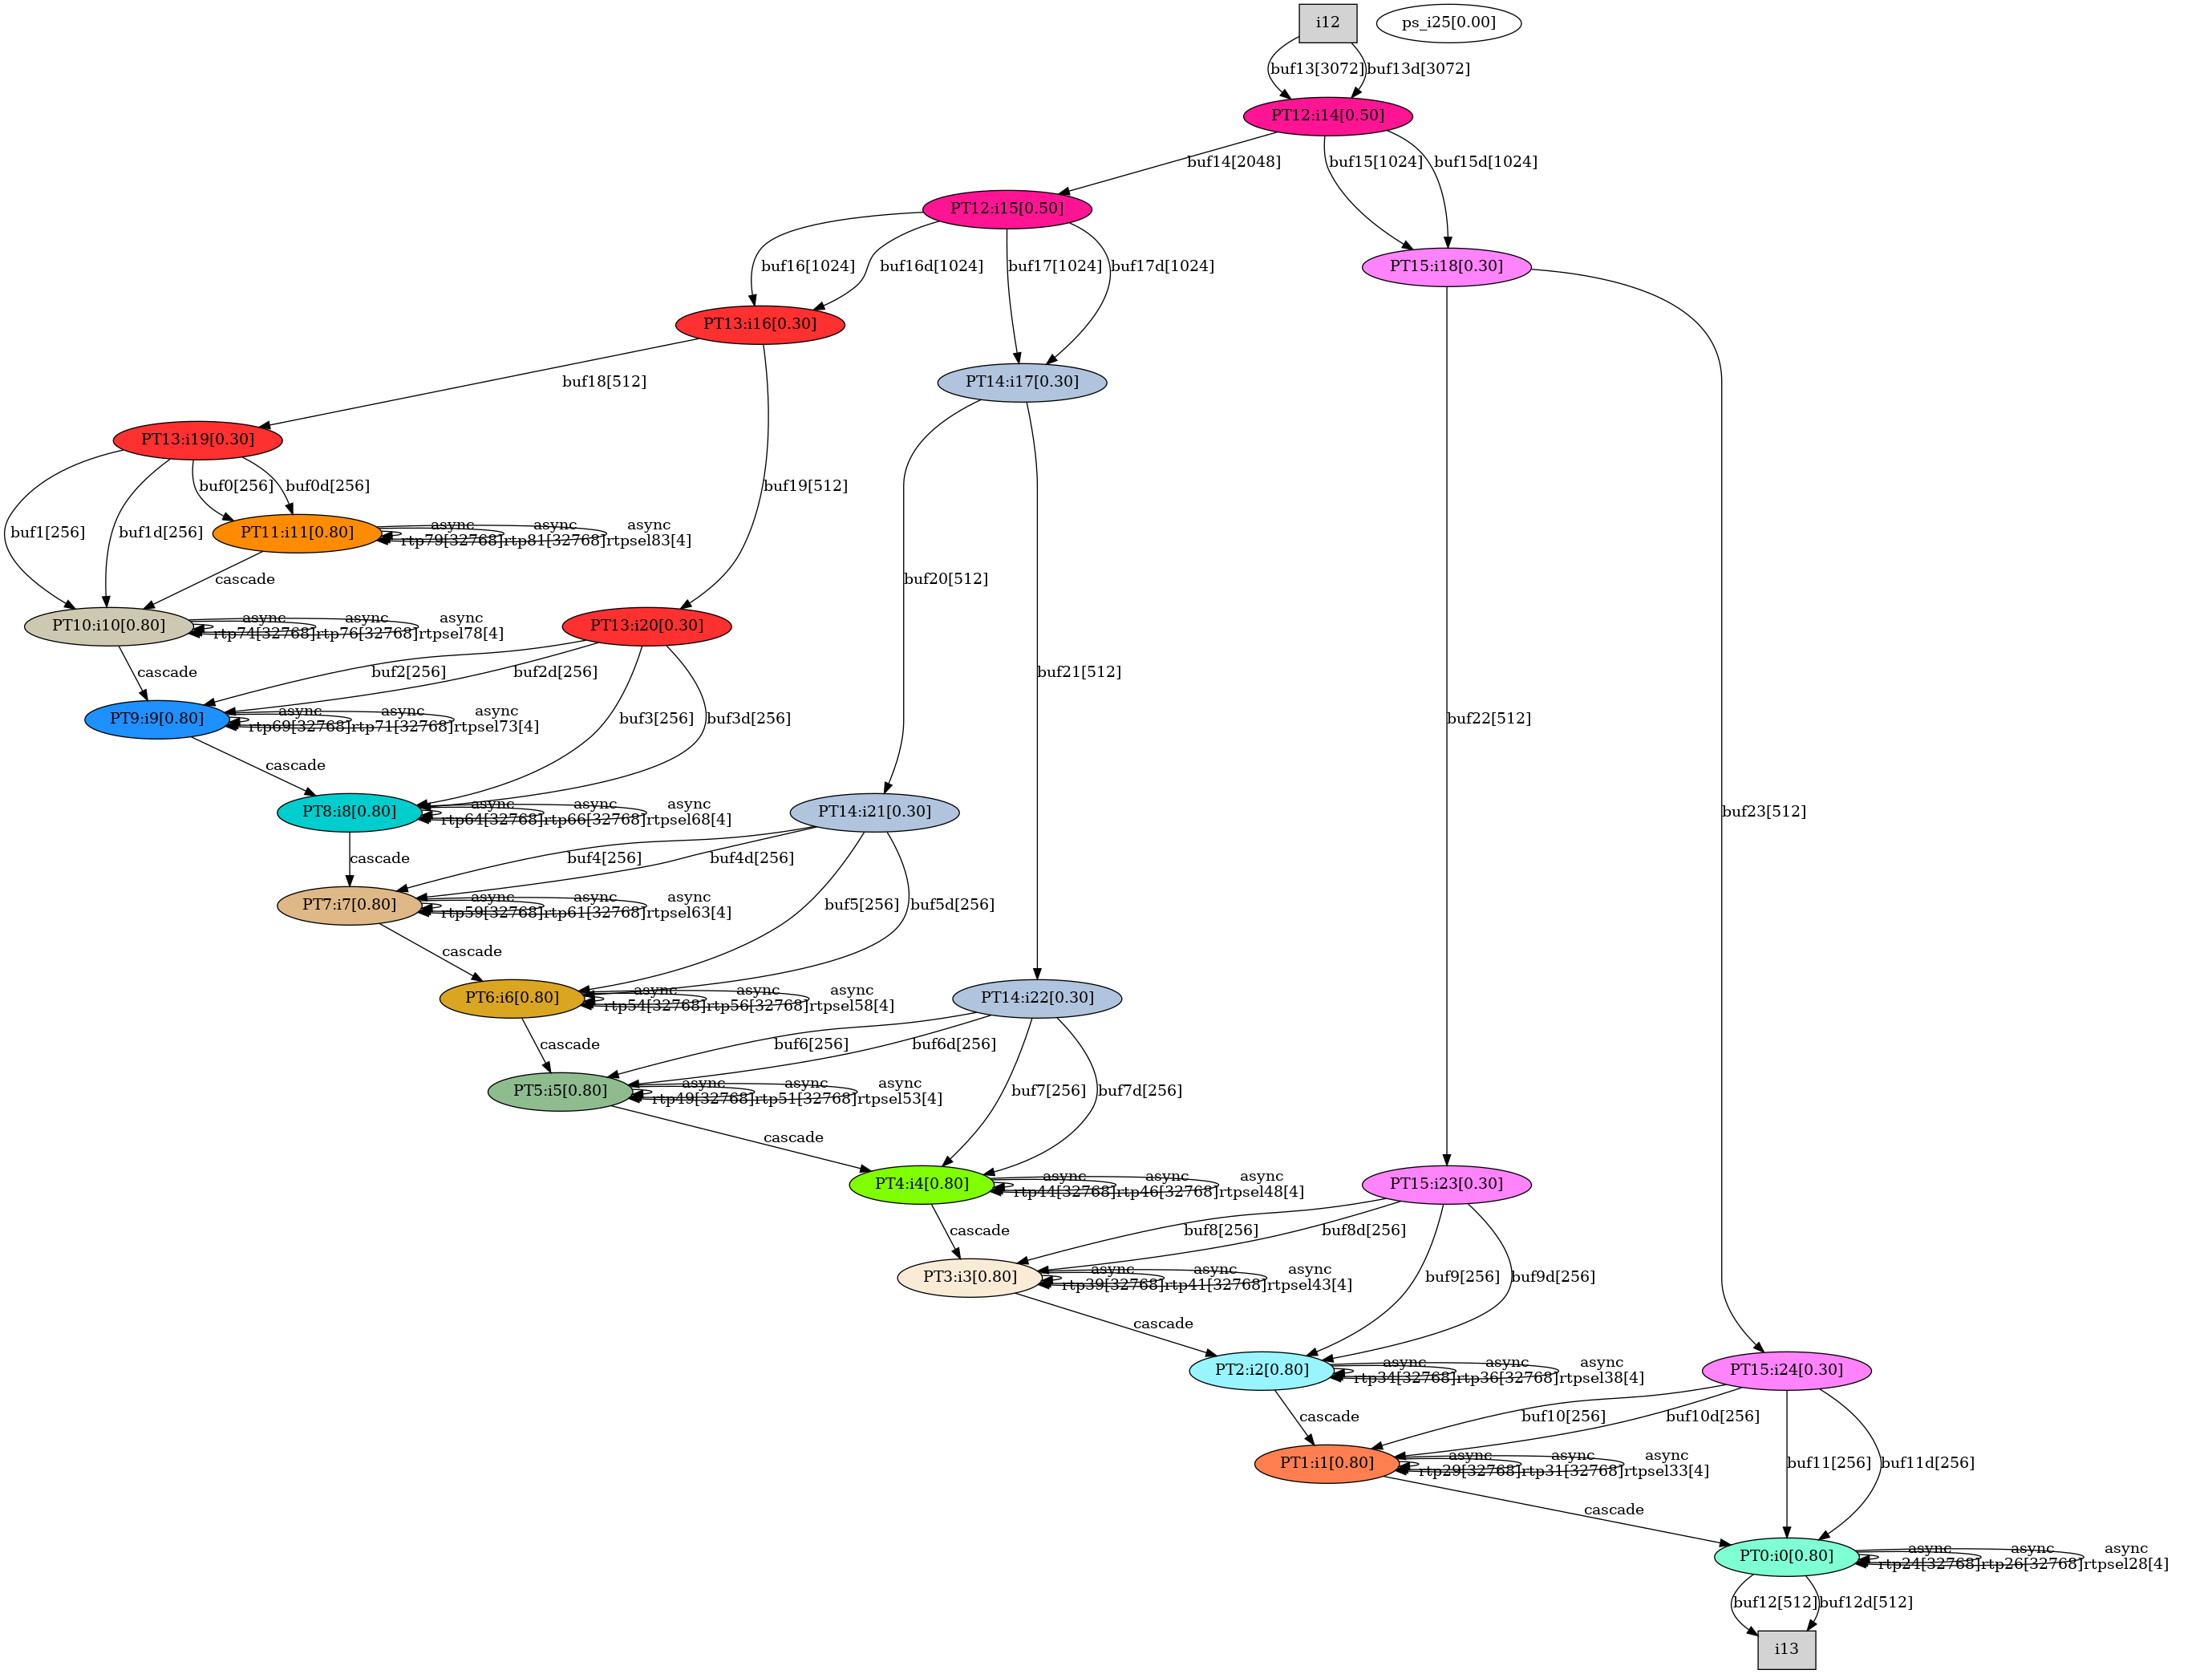 i12
ps_i25[0.00]
buf13[3072]
buf13d[3072]
PT12:i14[0.50]
buf14[2048]
buf15[1024]
buf15d[1024]
PT12:i15[0.50]
buf16[1024]
buf16d[1024]
buf17[1024]
buf17d[1024]
PT15:i18[0.30]
PT13:i16[0.30]
buf18[512]
PT14:i17[0.30]
PT13:i19[0.30]
buf0[256]
buf0d[256]
buf19[512]
buf1[256]
buf1d[256]
PT11:i11[0.80]
async
rtp79[32768]
async
rtp81[32768]
async
rtpsel83[4]
cascade
buf20[512]
PT10:i10[0.80]
async
rtp74[32768]
async
rtp76[32768]
async
rtpsel78[4]
PT13:i20[0.30]
cascade
buf2[256]
buf2d[256]
buf21[512]
PT9:i9[0.80]
async
rtp69[32768]
async
rtp71[32768]
async
rtpsel73[4]
buf3[256]
buf3d[256]
buf22[512]
cascade
PT8:i8[0.80]
async
rtp64[32768]
async
rtp66[32768]
async
rtpsel68[4]
PT14:i21[0.30]
buf23[512]
cascade
buf4[256]
buf4d[256]
PT7:i7[0.80]
async
rtp59[32768]
async
rtp61[32768]
async
rtpsel63[4]
buf5[256]
buf5d[256]
cascade
PT6:i6[0.80]
async
rtp54[32768]
async
rtp56[32768]
async
rtpsel58[4]
PT14:i22[0.30]
cascade
buf6[256]
buf6d[256]
PT5:i5[0.80]
async
rtp49[32768]
async
rtp51[32768]
async
rtpsel53[4]
buf7[256]
buf7d[256]
cascade
PT4:i4[0.80]
async
rtp44[32768]
async
rtp46[32768]
async
rtpsel48[4]
PT15:i23[0.30]
cascade
buf8[256]
buf8d[256]
PT3:i3[0.80]
async
rtp39[32768]
async
rtp41[32768]
async
rtpsel43[4]
buf9[256]
buf9d[256]
cascade
PT2:i2[0.80]
async
rtp34[32768]
async
rtp36[32768]
async
rtpsel38[4]
PT15:i24[0.30]
cascade
buf10[256]
buf10d[256]
PT1:i1[0.80]
async
rtp29[32768]
async
rtp31[32768]
async
rtpsel33[4]
buf11[256]
buf11d[256]
cascade
PT0:i0[0.80]
async
rtp24[32768]
async
rtp26[32768]
async
rtpsel28[4]
buf12[512]
buf12d[512]
i13